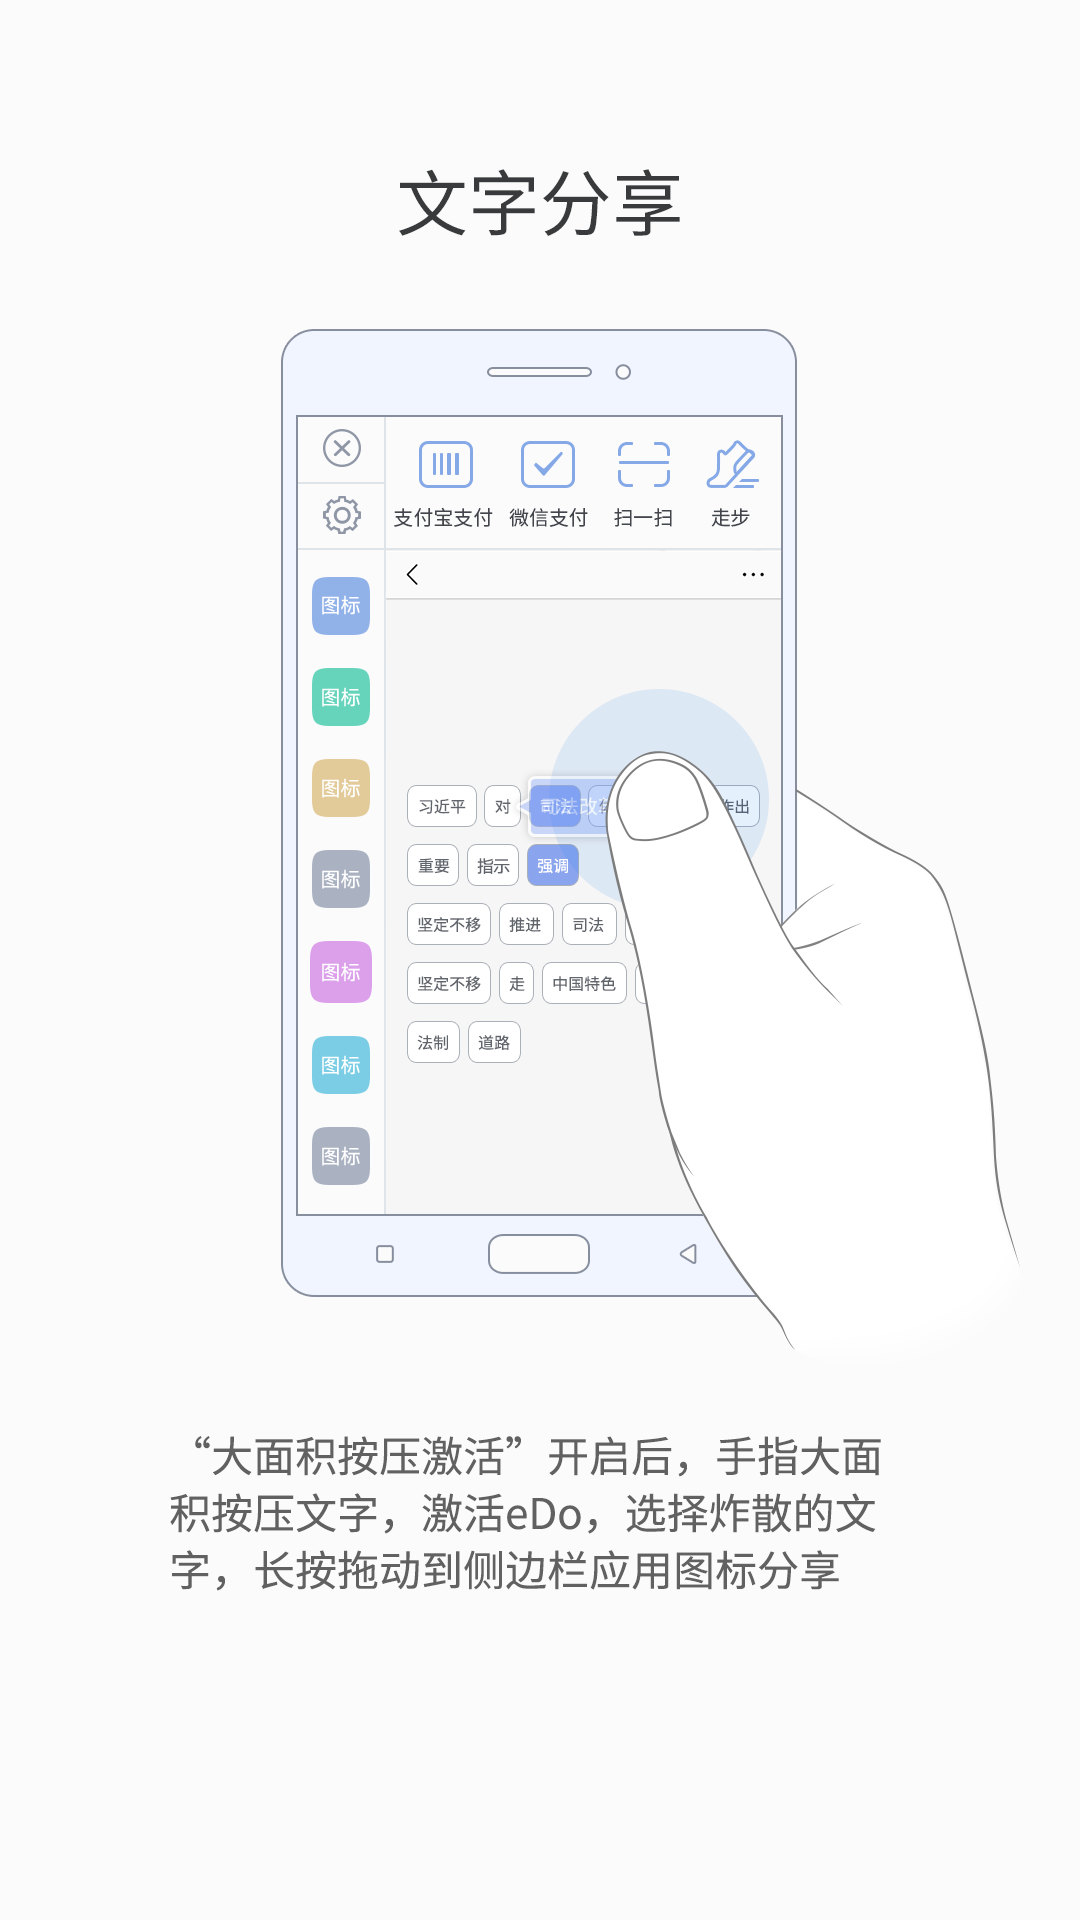 文字分享
支付宝支付 微信支付 扫一扫 走步
图标
图标
图标
图标
图标
图标
图标
习近平 对 司法 作出
重要 指示 强调
坚定不移 推进 司法
坚定不移 走 中国特色
法制 道路
“大面积按压激活”开启后，手指大面
积按压文字，激活eDo，选择炸散的文
字，长按拖动到侧边栏应用图标分享